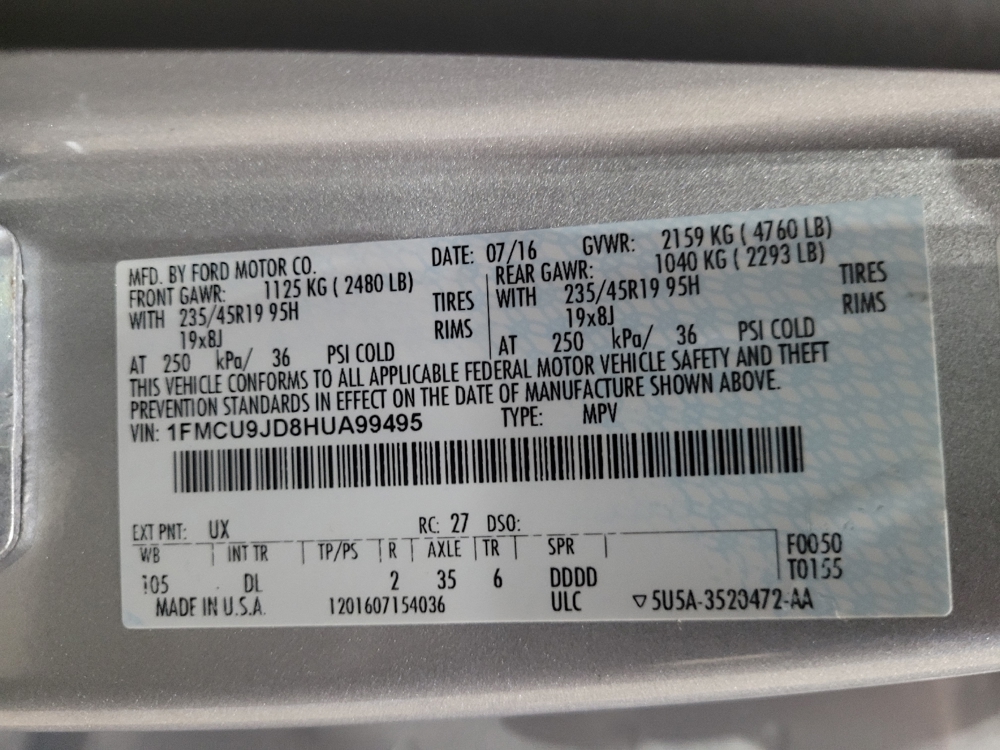 MFD. BY FORD MOTOR CO. DATE: 07/16 GVWR: 2159 KG ( 4760 LB)
FRONT GAWR: 1125 KG ( 2480 LB) REAR GAWR: 1040 KG ( 2293 LB)
WITH 235/45R19 95H TIRES WITH 235/45R19 95H TIRES
19x8J RIMS 19x8J RIMS
AT 250 kPa/ 36 PSI COLD AT 250 kPa/ 36 PSI COLD
THIS VEHICLE CONFORMS TO ALL APPLICABLE FEDERAL MOTOR VEHICLE SAFETY AND THEFT
PREVENTION STANDARDS IN EFFECT ON THE DATE OF MANUFACTURE SHOWN ABOVE.
VIN: 1FMCU9JD8HUA99495 TYPE: MPV
EXT PNT: UX RC: 27 DSO:
WB INT TR TP/PS R AXLE TR SPR F0050
105 DL 2 35 6 DDDD T0155
MADE IN U.S.A. 1201607154036 ULC ▽5U5A-3520472-AA